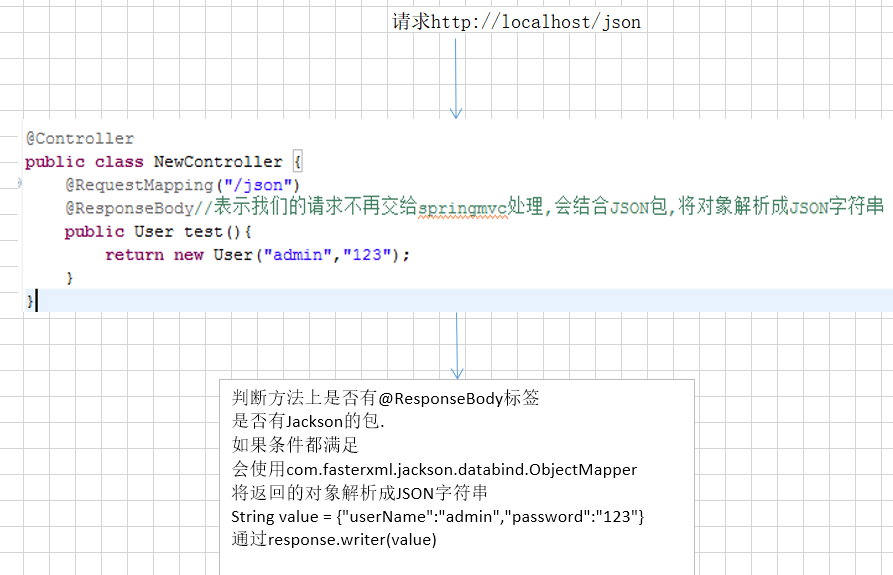 请求http://localhost/json
@Controller
public class NewController {
@RequestMapping("/json")
@ResponseBody//表示我们的请求不再交给springmvc处理,会结合JSON包,将对象解析成JSON字符串
public User test(){
return new User("admin","123");
}
}
判断方法上是否有@ResponseBody标签
是否有Jackson的包.
如果条件都满足
会使用com.fasterxml.jackson.databind.ObjectMapper
将返回的对象解析成JSON字符串
String value = {"userName":"admin","password":"123"}
通过response.writer(value)